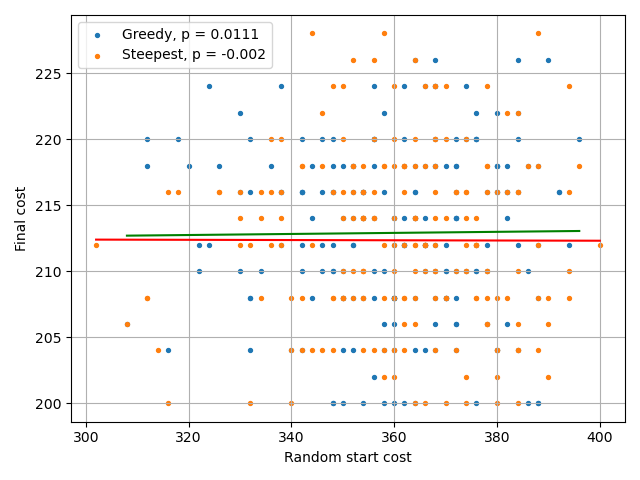 Greedy, p = 0.0111
Steepest, p = -0.002
225
220
215
210
205
200
Final cost
300 320 340 360 380 400
Random start cost